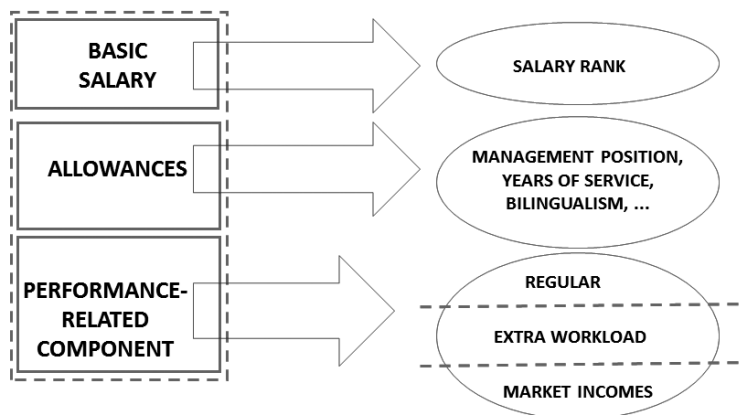 BASIC
SALARY
SALARY RANK
ALLOWANCES
MANAGEMENT POSITION,
YEARS OF SERVICE,
BILINGUALISM, ...
PERFORMANCE-
RELATED
COMPONENT
REGULAR
EXTRA WORKLOAD
MARKET INCOMES